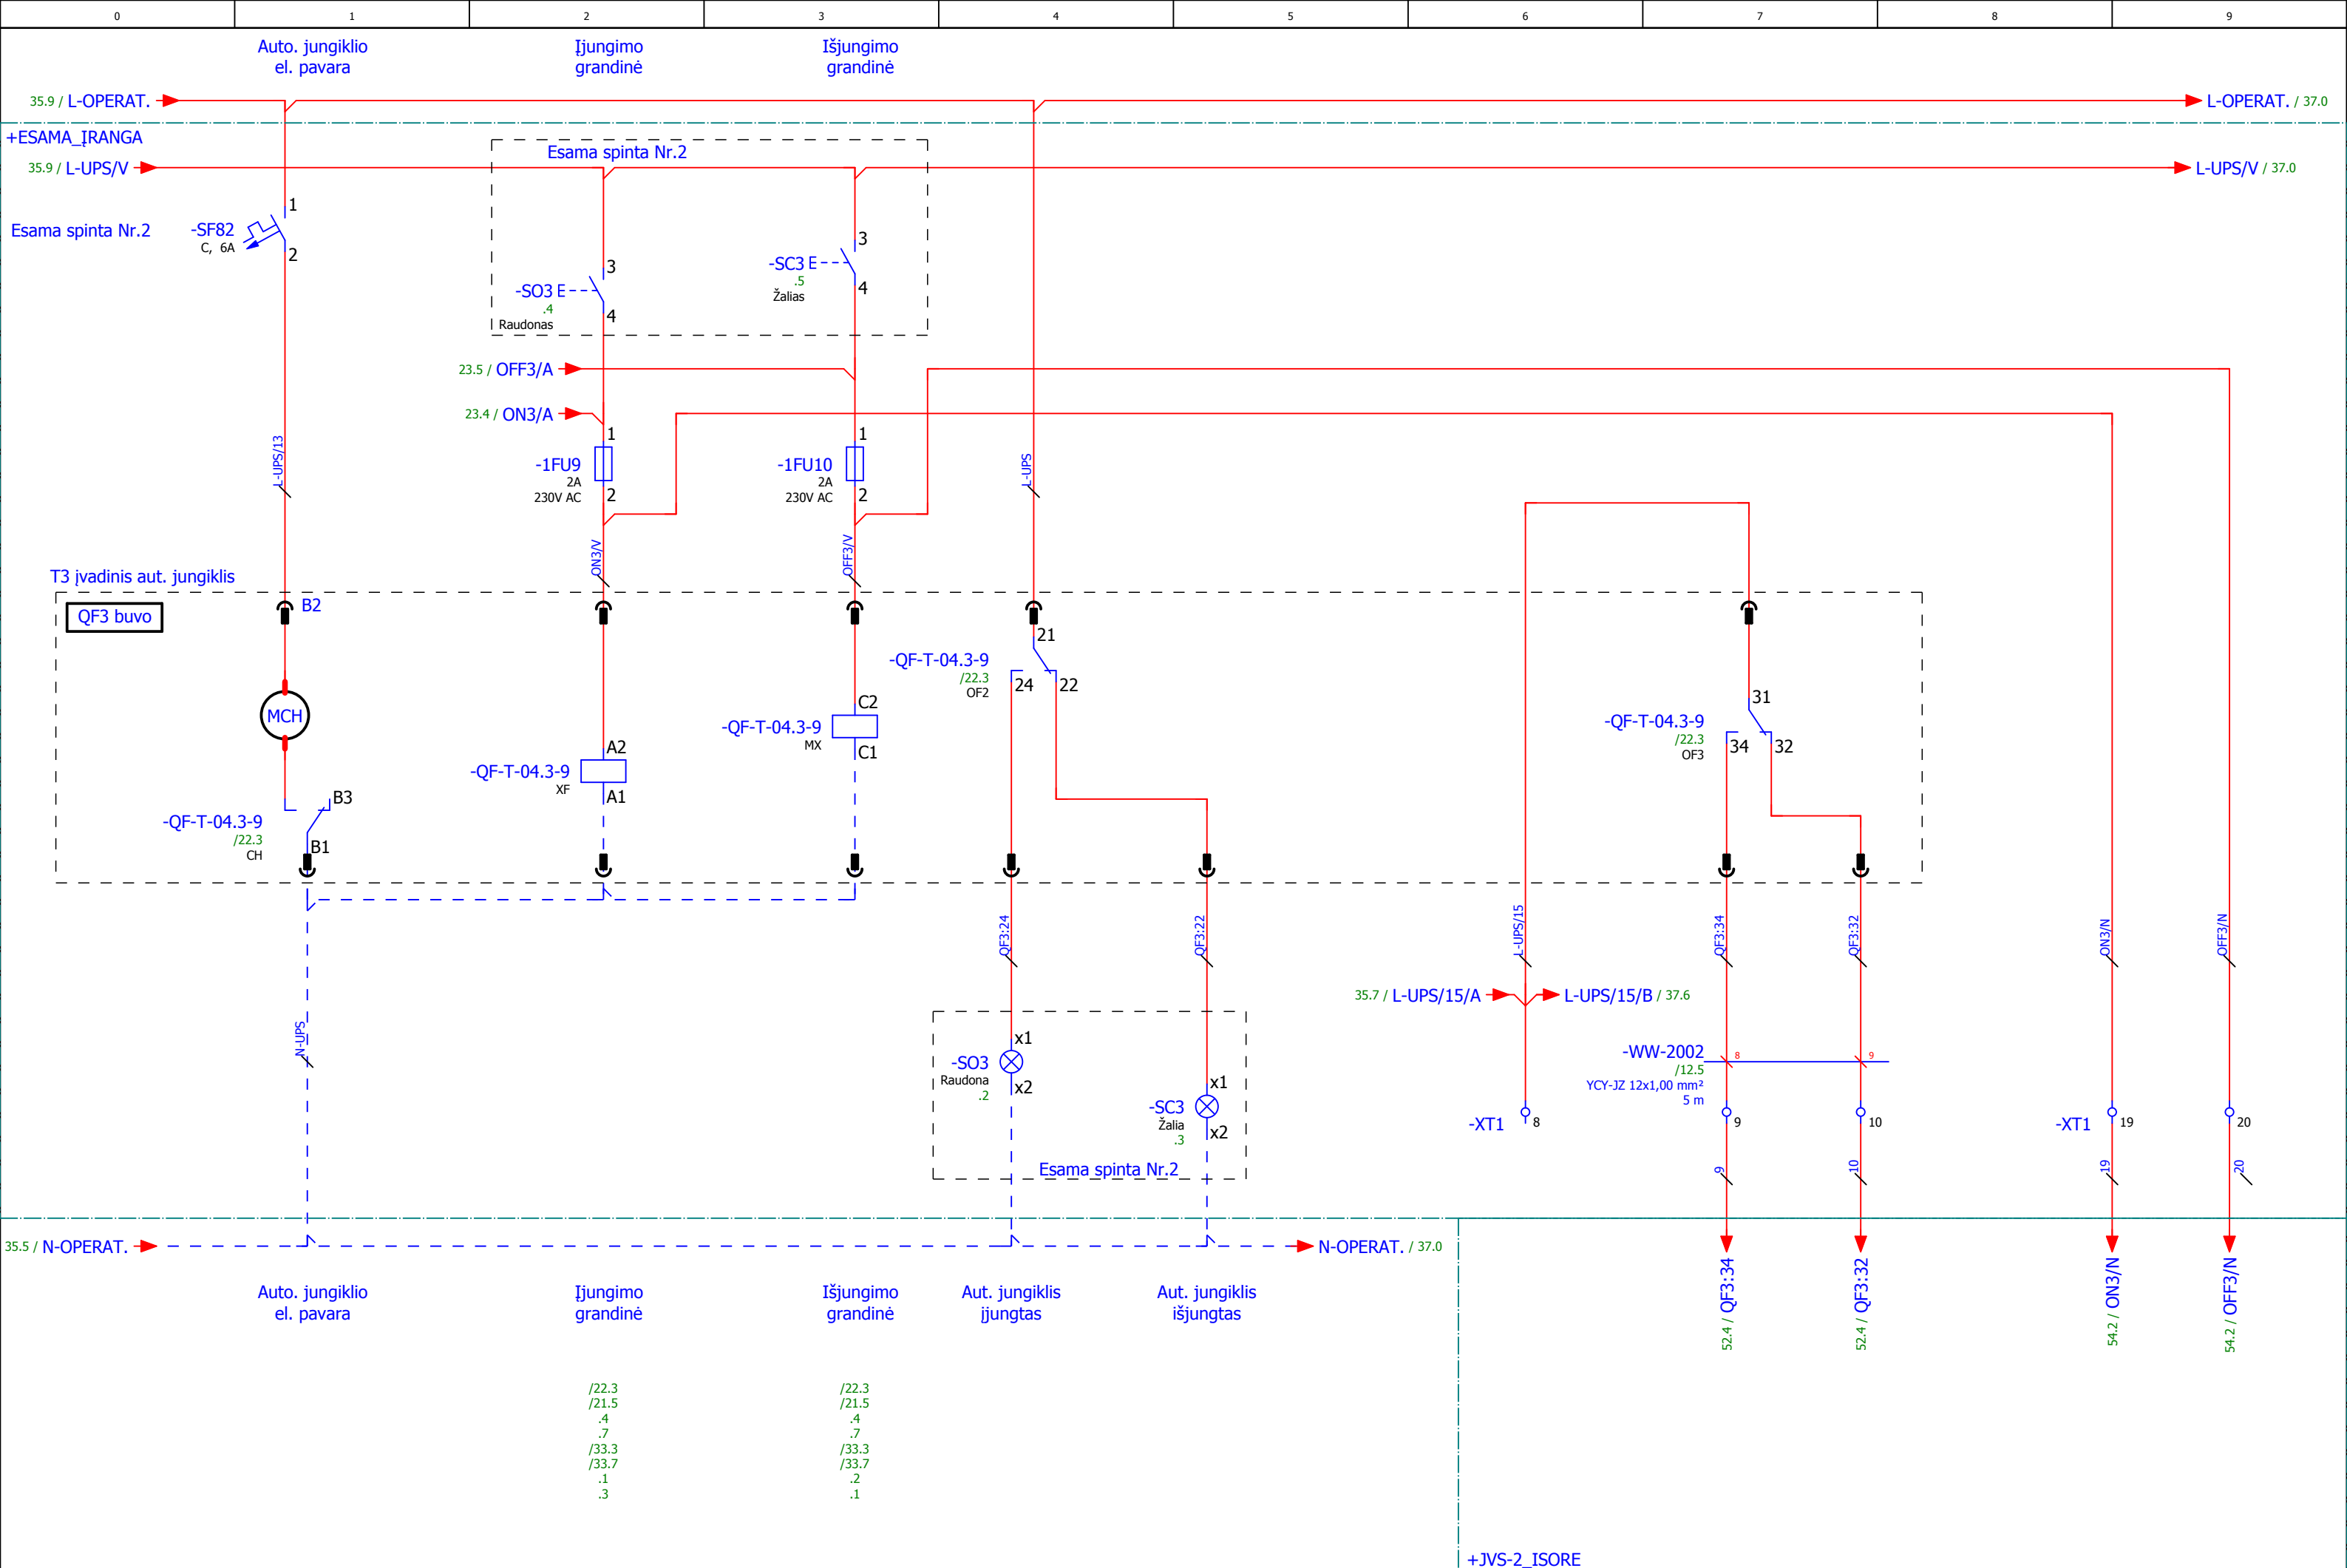 0 1 2 3 4 5 6 7 8 9
Auto. jungiklio
el. pavara
Įjungimo
grandinė
Išjungimo
grandinė
35.9 / L-OPERAT.
L-OPERAT. / 37.0
+ESAMA_ĮRANGA
35.9 / L-UPS/V
Esama spinta Nr.2
L-UPS/V / 37.0
Esama spinta Nr.2
-SF82
C, 6A
1
2
-SO3
.4
Raudonas
3
4
-SC3
.5
Žalias
3
4
23.5 / OFF3/A
23.4 / ON3/A
L-UPS/13
-1FU9
2A
230V AC
1
2
-1FU10
2A
230V AC
1
2
L-UPS
ON3/V
OFF3/V
T3 įvadinis aut. jungiklis
QF3 buvo
B2
MCH
-QF-T-04.3-9
/22.3
CH
B3
B1
-QF-T-04.3-9
XF
A2
A1
-QF-T-04.3-9
MX
C2
C1
-QF-T-04.3-9
/22.3
OF2
21
24
22
-QF-T-04.3-9
/22.3
OF3
31
34
32
QF3:24
QF3:22
L-UPS/15
QF3:34
QF3:32
ON3/N
OFF3/N
35.7 / L-UPS/15/A
L-UPS/15/B / 37.6
N-UPS
-SO3
Raudona
.2
x1
x2
-SC3
Žalia
.3
x1
x2
Esama spinta Nr.2
-WW-2002
/12.5
YCY-JZ 12x1,00 mm²
5 m
8
9
-XT1
8
9
10
-XT1
19
20
9
10
19
20
35.5 / N-OPERAT.
N-OPERAT. / 37.0
Auto. jungiklio
el. pavara
Įjungimo
grandinė
Išjungimo
grandinė
Aut. jungiklis
įjungtas
Aut. jungiklis
išjungtas
52.4 / QF3:34
52.4 / QF3:32
54.2 / ON3/N
54.2 / OFF3/N
/22.3
/21.5
.4
.7
/33.3
/33.7
.1
.3
/22.3
/21.5
.4
.7
/33.3
/33.7
.2
.1
+JVS-2_ISORE